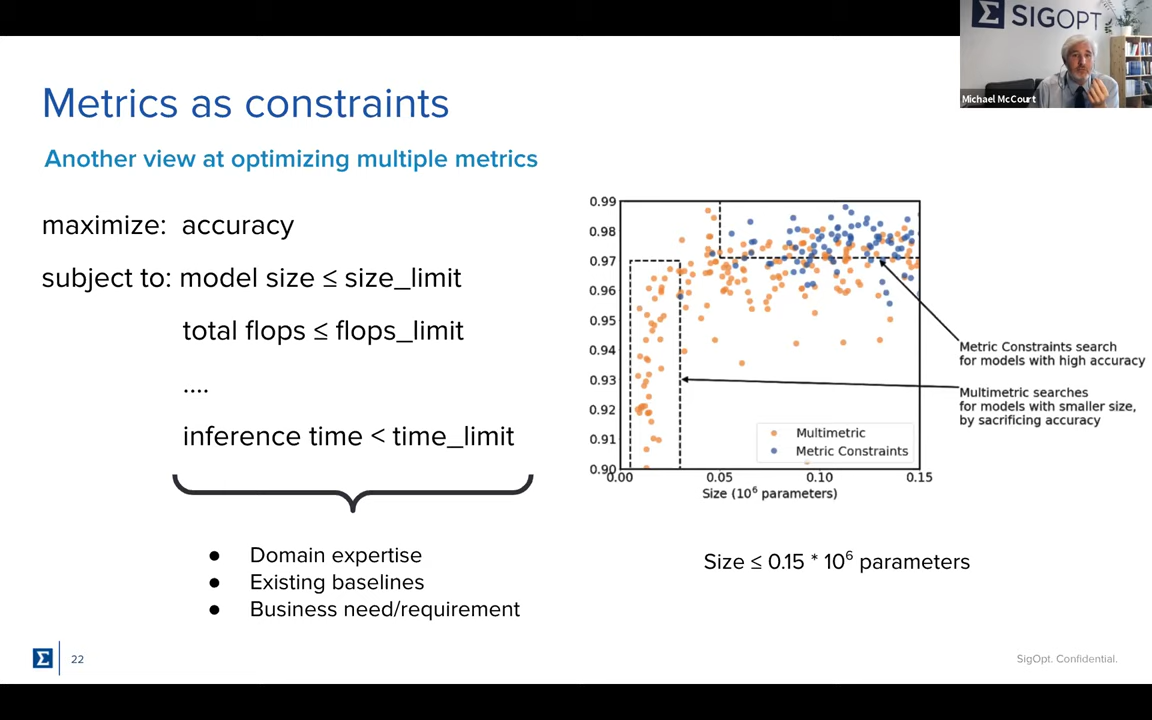 SIGOPT
Michael McCourt
Metrics as constraints
Another view at optimizing multiple metrics
maximize: accuracy
subject to: model size ≤ size_limit
total flops ≤ flops_limit
....
inference time < time_limit
● Domain expertise
● Existing baselines
● Business need/requirement
0.99
0.98
0.97
0.96
0.95
0.94
0.93
0.92
0.91
0.90
0.00 0.05 0.10 0.15
Size (10⁶ parameters)
Multimetric
Metric Constraints
Metric Constraints search
for models with high accuracy
Multimetric searches
for models with smaller size,
by sacrificing accuracy
Size ≤ 0.15 * 10⁶ parameters
22
SigOpt. Confidential.